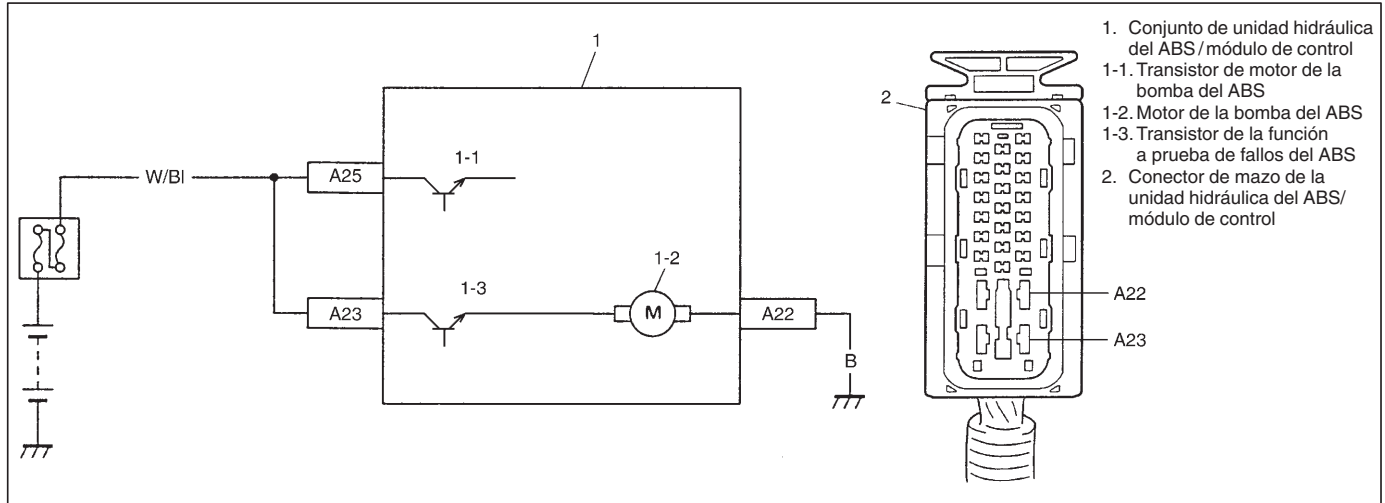 1
W/Bl
A25
1-1
A23
1-3
1-2
M
A22
B
2
A22
A23
1. Conjunto de unidad hidráulica
del ABS/módulo de control
1-1. Transistor de motor de la
bomba del ABS
1-2. Motor de la bomba del ABS
1-3. Transistor de la función
a prueba de fallos del ABS
2. Conector de mazo de la
unidad hidráulica del ABS/
módulo de control